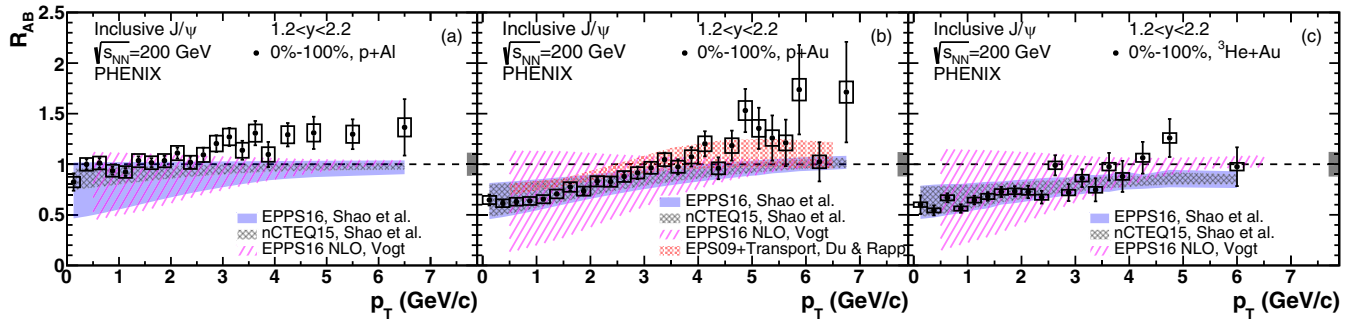 R_AB
2.5
2
1.5
1
0.5
0
Inclusive J/ψ 1.2<y<2.2 (a)
√s_NN=200 GeV • 0%-100%, p+Al
PHENIX
EPPS16, Shao et al.
nCTEQ15, Shao et al.
EPPS16 NLO, Vogt
0 1 2 3 4 5 6 7
p_T (GeV/c)
Inclusive J/ψ 1.2<y<2.2 (b)
√s_NN=200 GeV • 0%-100%, p+Au
PHENIX
EPPS16, Shao et al.
nCTEQ15, Shao et al.
EPPS16 NLO, Vogt
EPS09+Transport, Du & Rapp
0 1 2 3 4 5 6 7
p_T (GeV/c)
Inclusive J/ψ 1.2<y<2.2 (c)
√s_NN=200 GeV • 0%-100%, ³He+Au
PHENIX
EPPS16, Shao et al.
nCTEQ15, Shao et al.
EPPS16 NLO, Vogt
0 1 2 3 4 5 6 7
p_T (GeV/c)